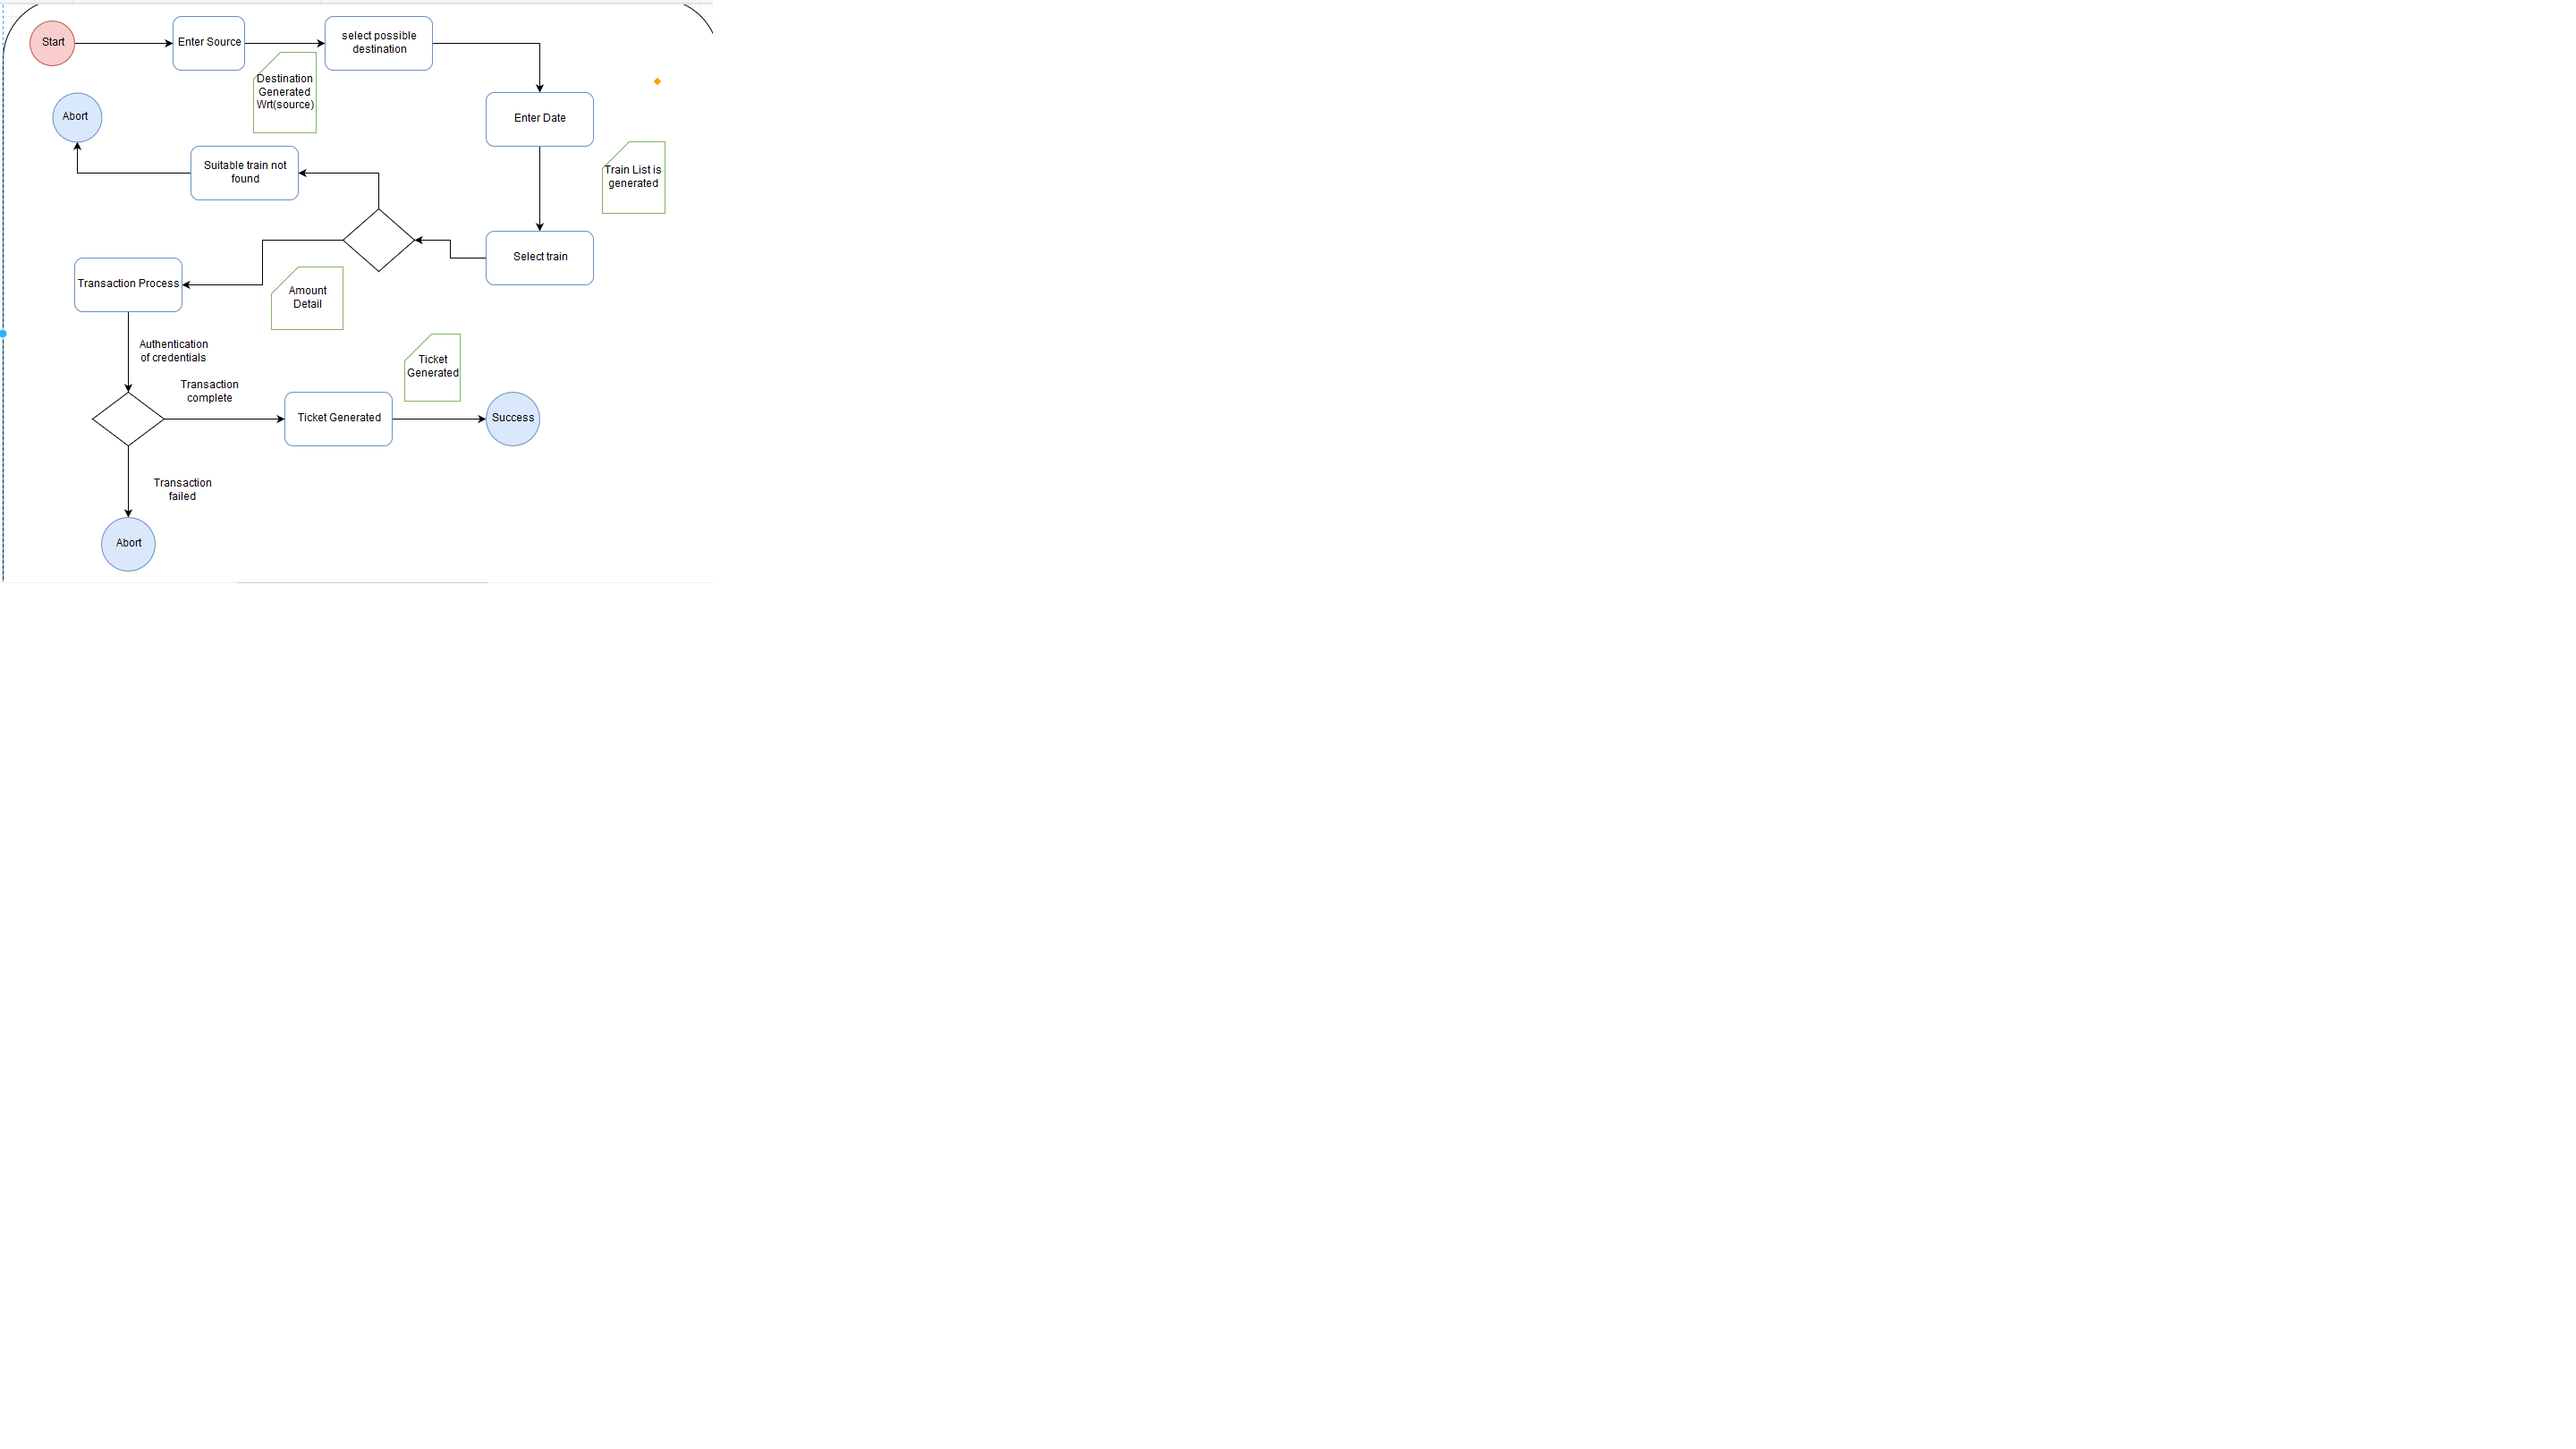 Start
Enter Source
select possible
destination
Destination
Generated
Wrt(source)
Enter Date
Abort
Suitable train not
found
Train List is
generated
Select train
Transaction Process
Amount
Detail
Authentication
of credentials
Ticket
Generated
Transaction
complete
Ticket Generated
Success
Transaction
failed
Abort